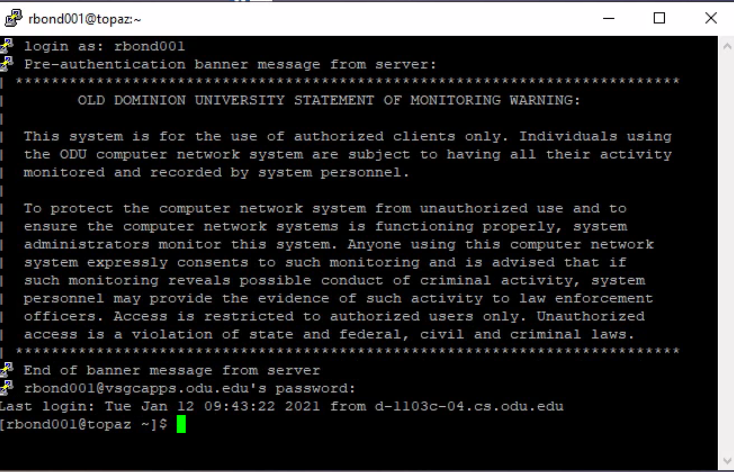 rbond001@topaz:~
login as: rbond001
Pre-authentication banner message from server:
**************************************************************************
OLD DOMINION UNIVERSITY STATEMENT OF MONITORING WARNING:
This system is for the use of authorized clients only. Individuals using
the ODU computer network system are subject to having all their activity
monitored and recorded by system personnel.
To protect the computer network system from unauthorized use and to
ensure the computer network systems is functioning properly, system
administrators monitor this system. Anyone using this computer network
system expressly consents to such monitoring and is advised that if
such monitoring reveals possible conduct of criminal activity, system
personnel may provide the evidence of such activity to law enforcement
officers. Access is restricted to authorized users only. Unauthorized
access is a violation of state and federal, civil and criminal laws.
**************************************************************************
End of banner message from server
rbond001@vsgcapps.odu.edu's password:
Last login: Tue Jan 12 09:43:22 2021 from d-1103c-04.cs.odu.edu
[rbond001@topaz ~]$